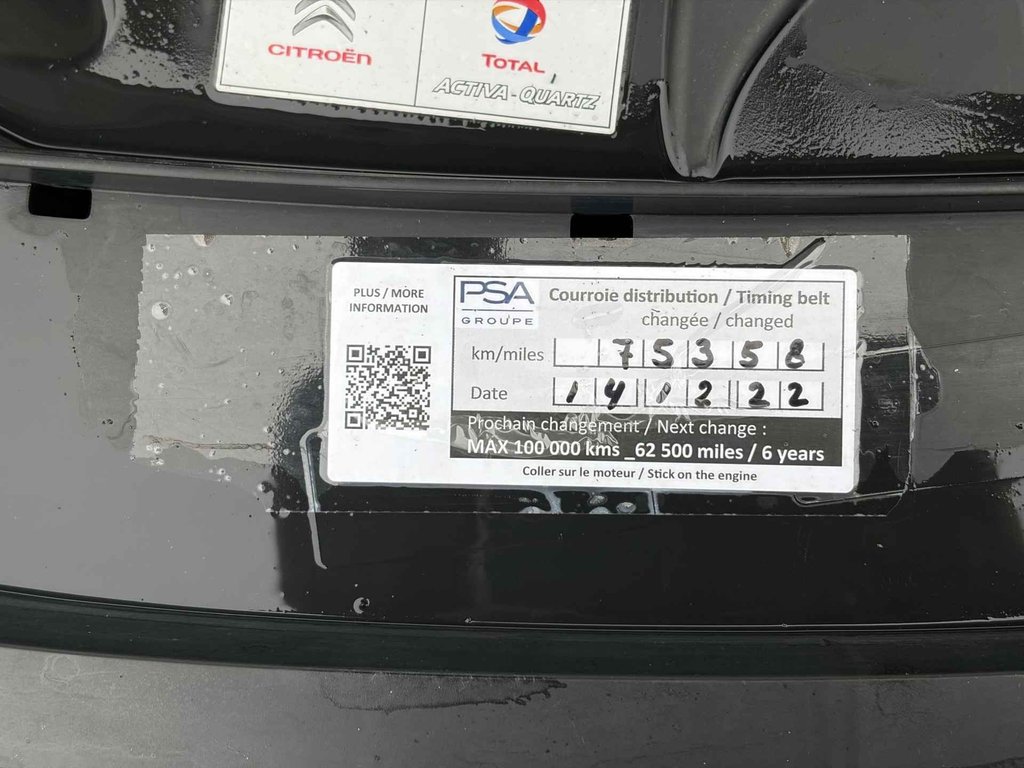 CITROËN
TOTAL
ACTIVA - QUARTZ
PLUS / MORE
INFORMATION
PSA
GROUPE
Courroie distribution / Timing belt
changée / changed
km/miles 75358
Date 14 12 22
Prochain changement / Next change :
MAX 100 000 kms _62 500 miles / 6 years
Coller sur le moteur / Stick on the engine